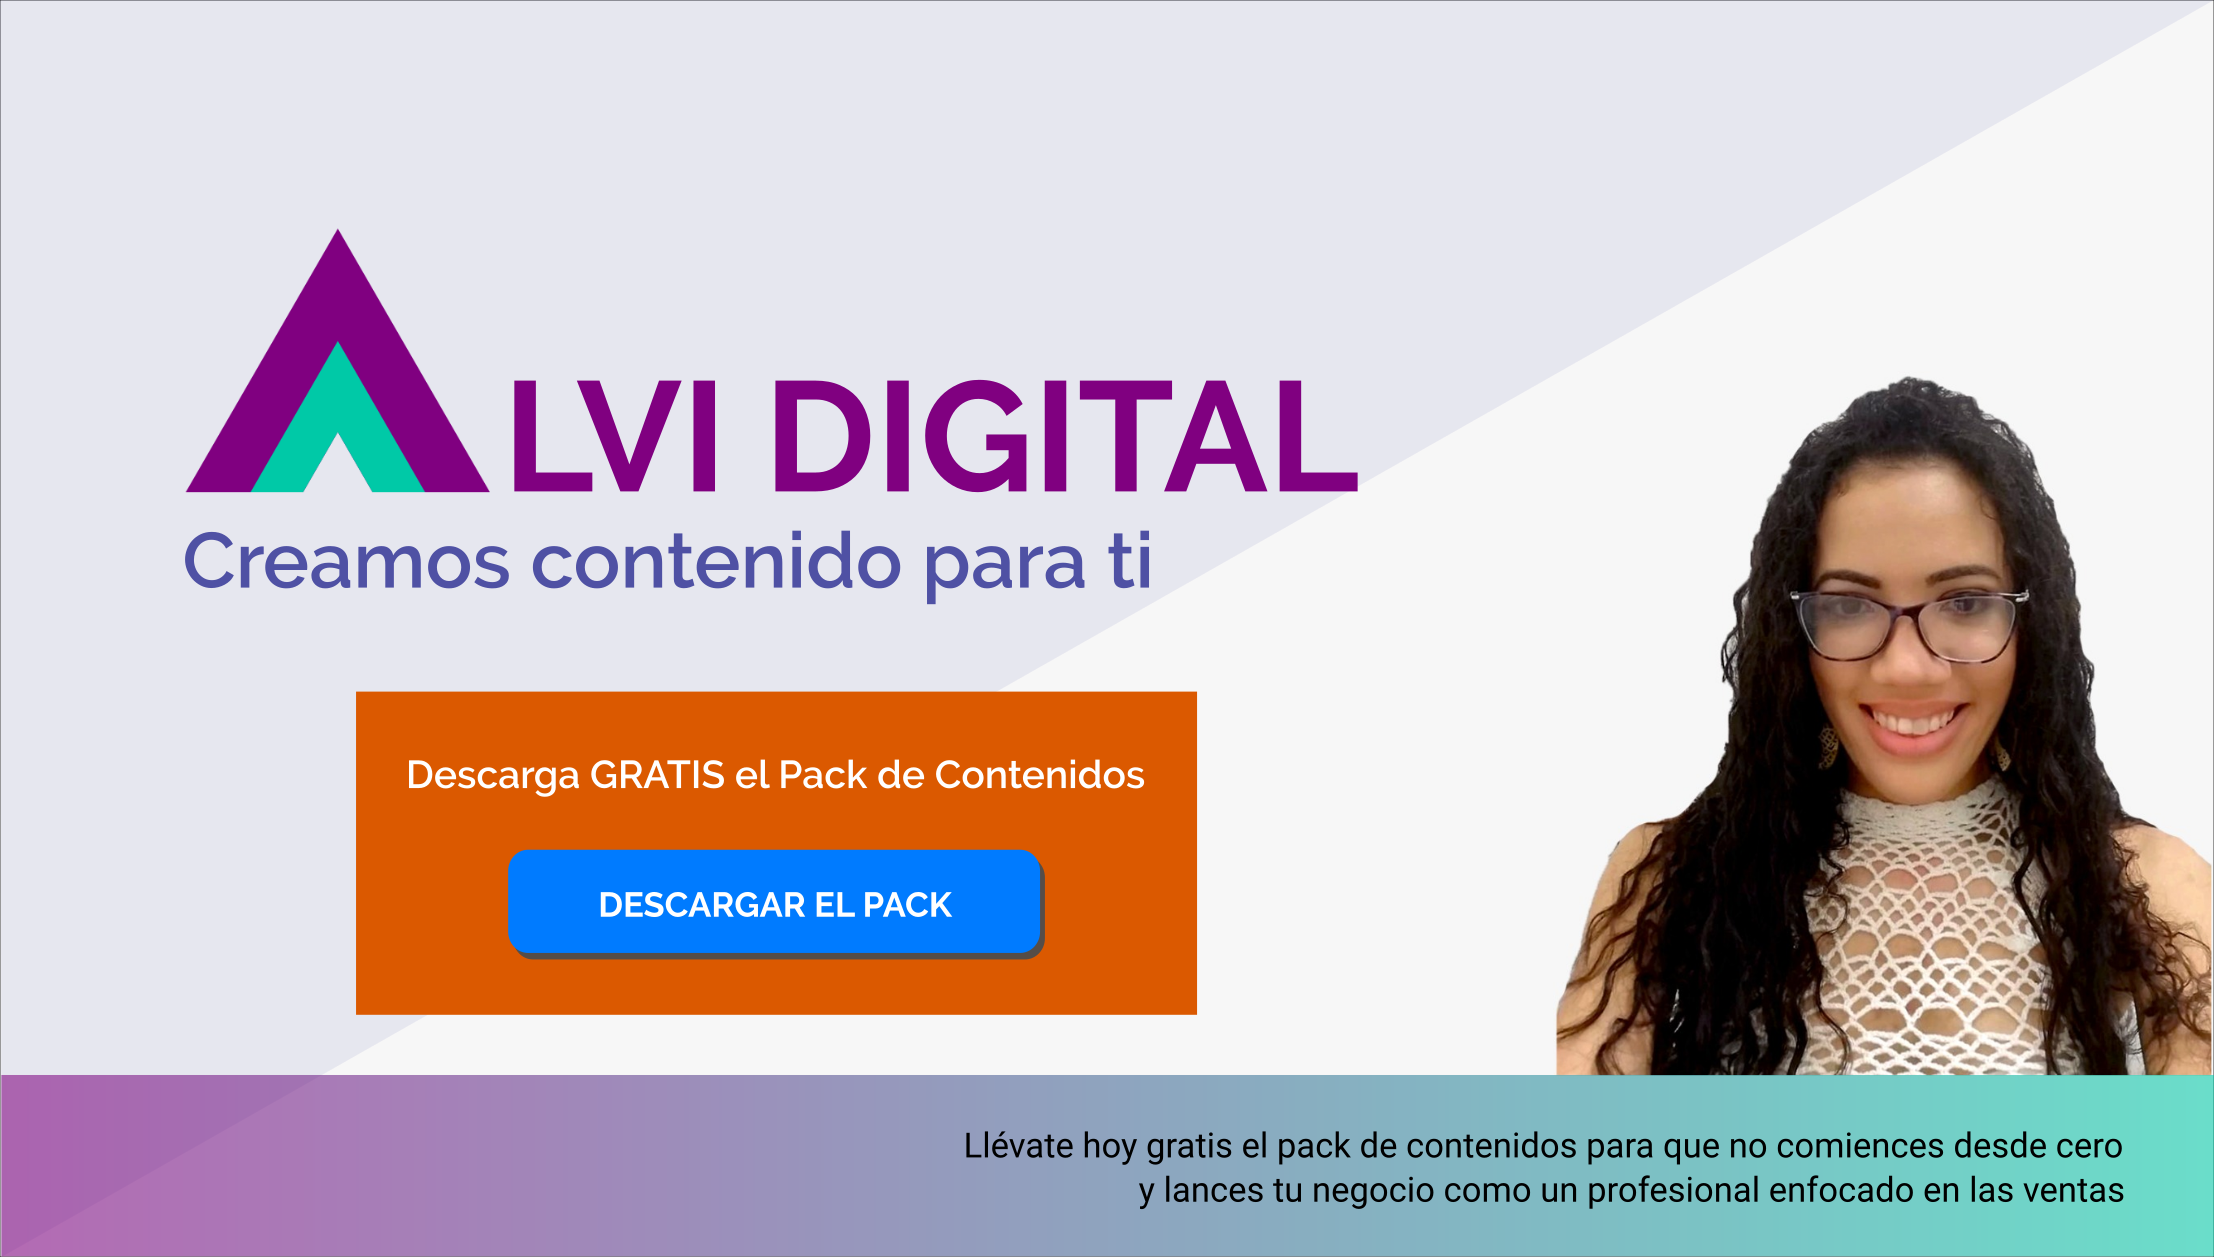 ALVI DIGITAL
Creamos contenido para ti
Descarga GRATIS el Pack de Contenidos
DESCARGAR EL PACK
Llévate hoy gratis el pack de contenidos para que no comiences desde cero
y lances tu negocio como un profesional enfocado en las ventas